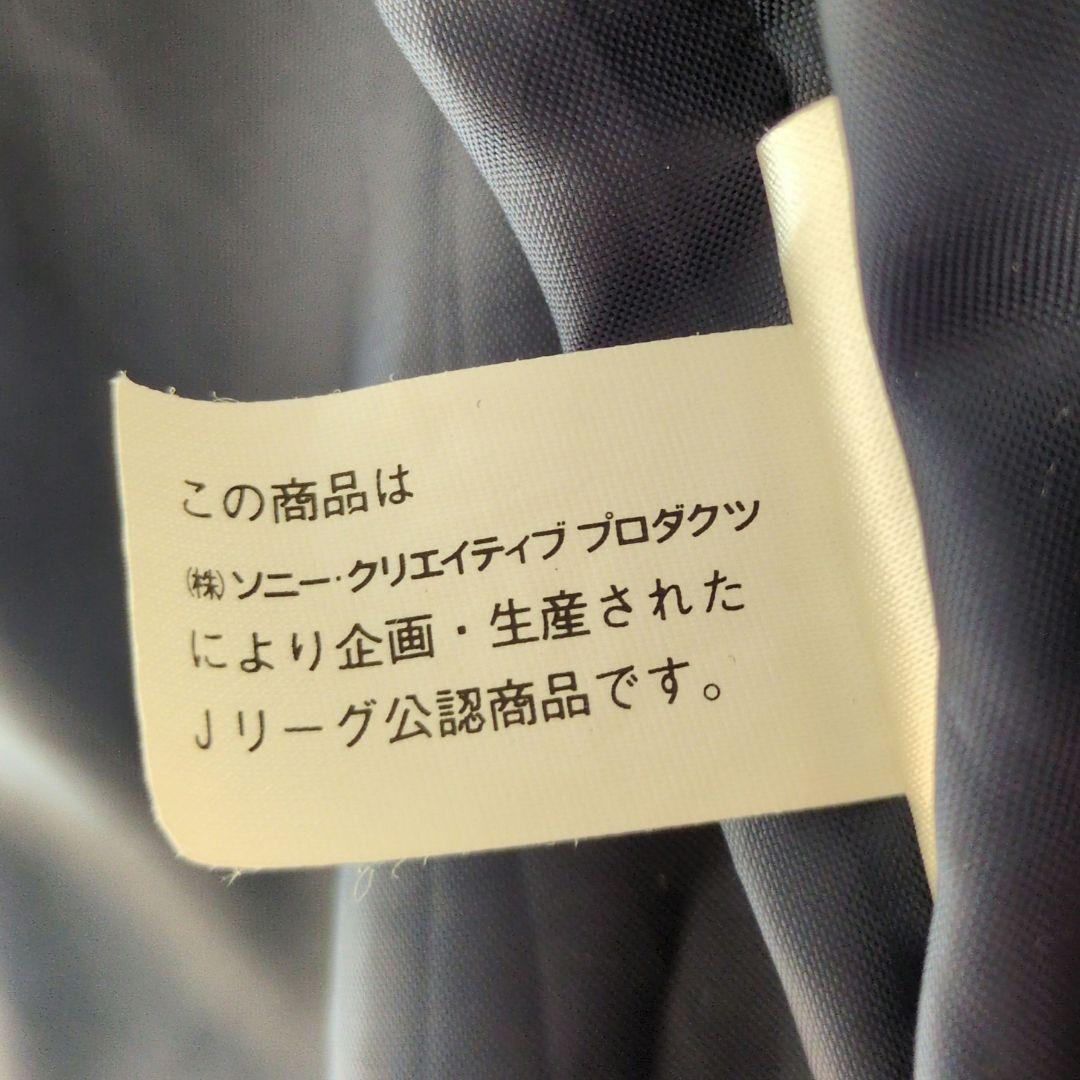 この商品は
㈱ソニー・クリエイティブプロダクツ
により企画・生産された
Jリーグ公認商品です。